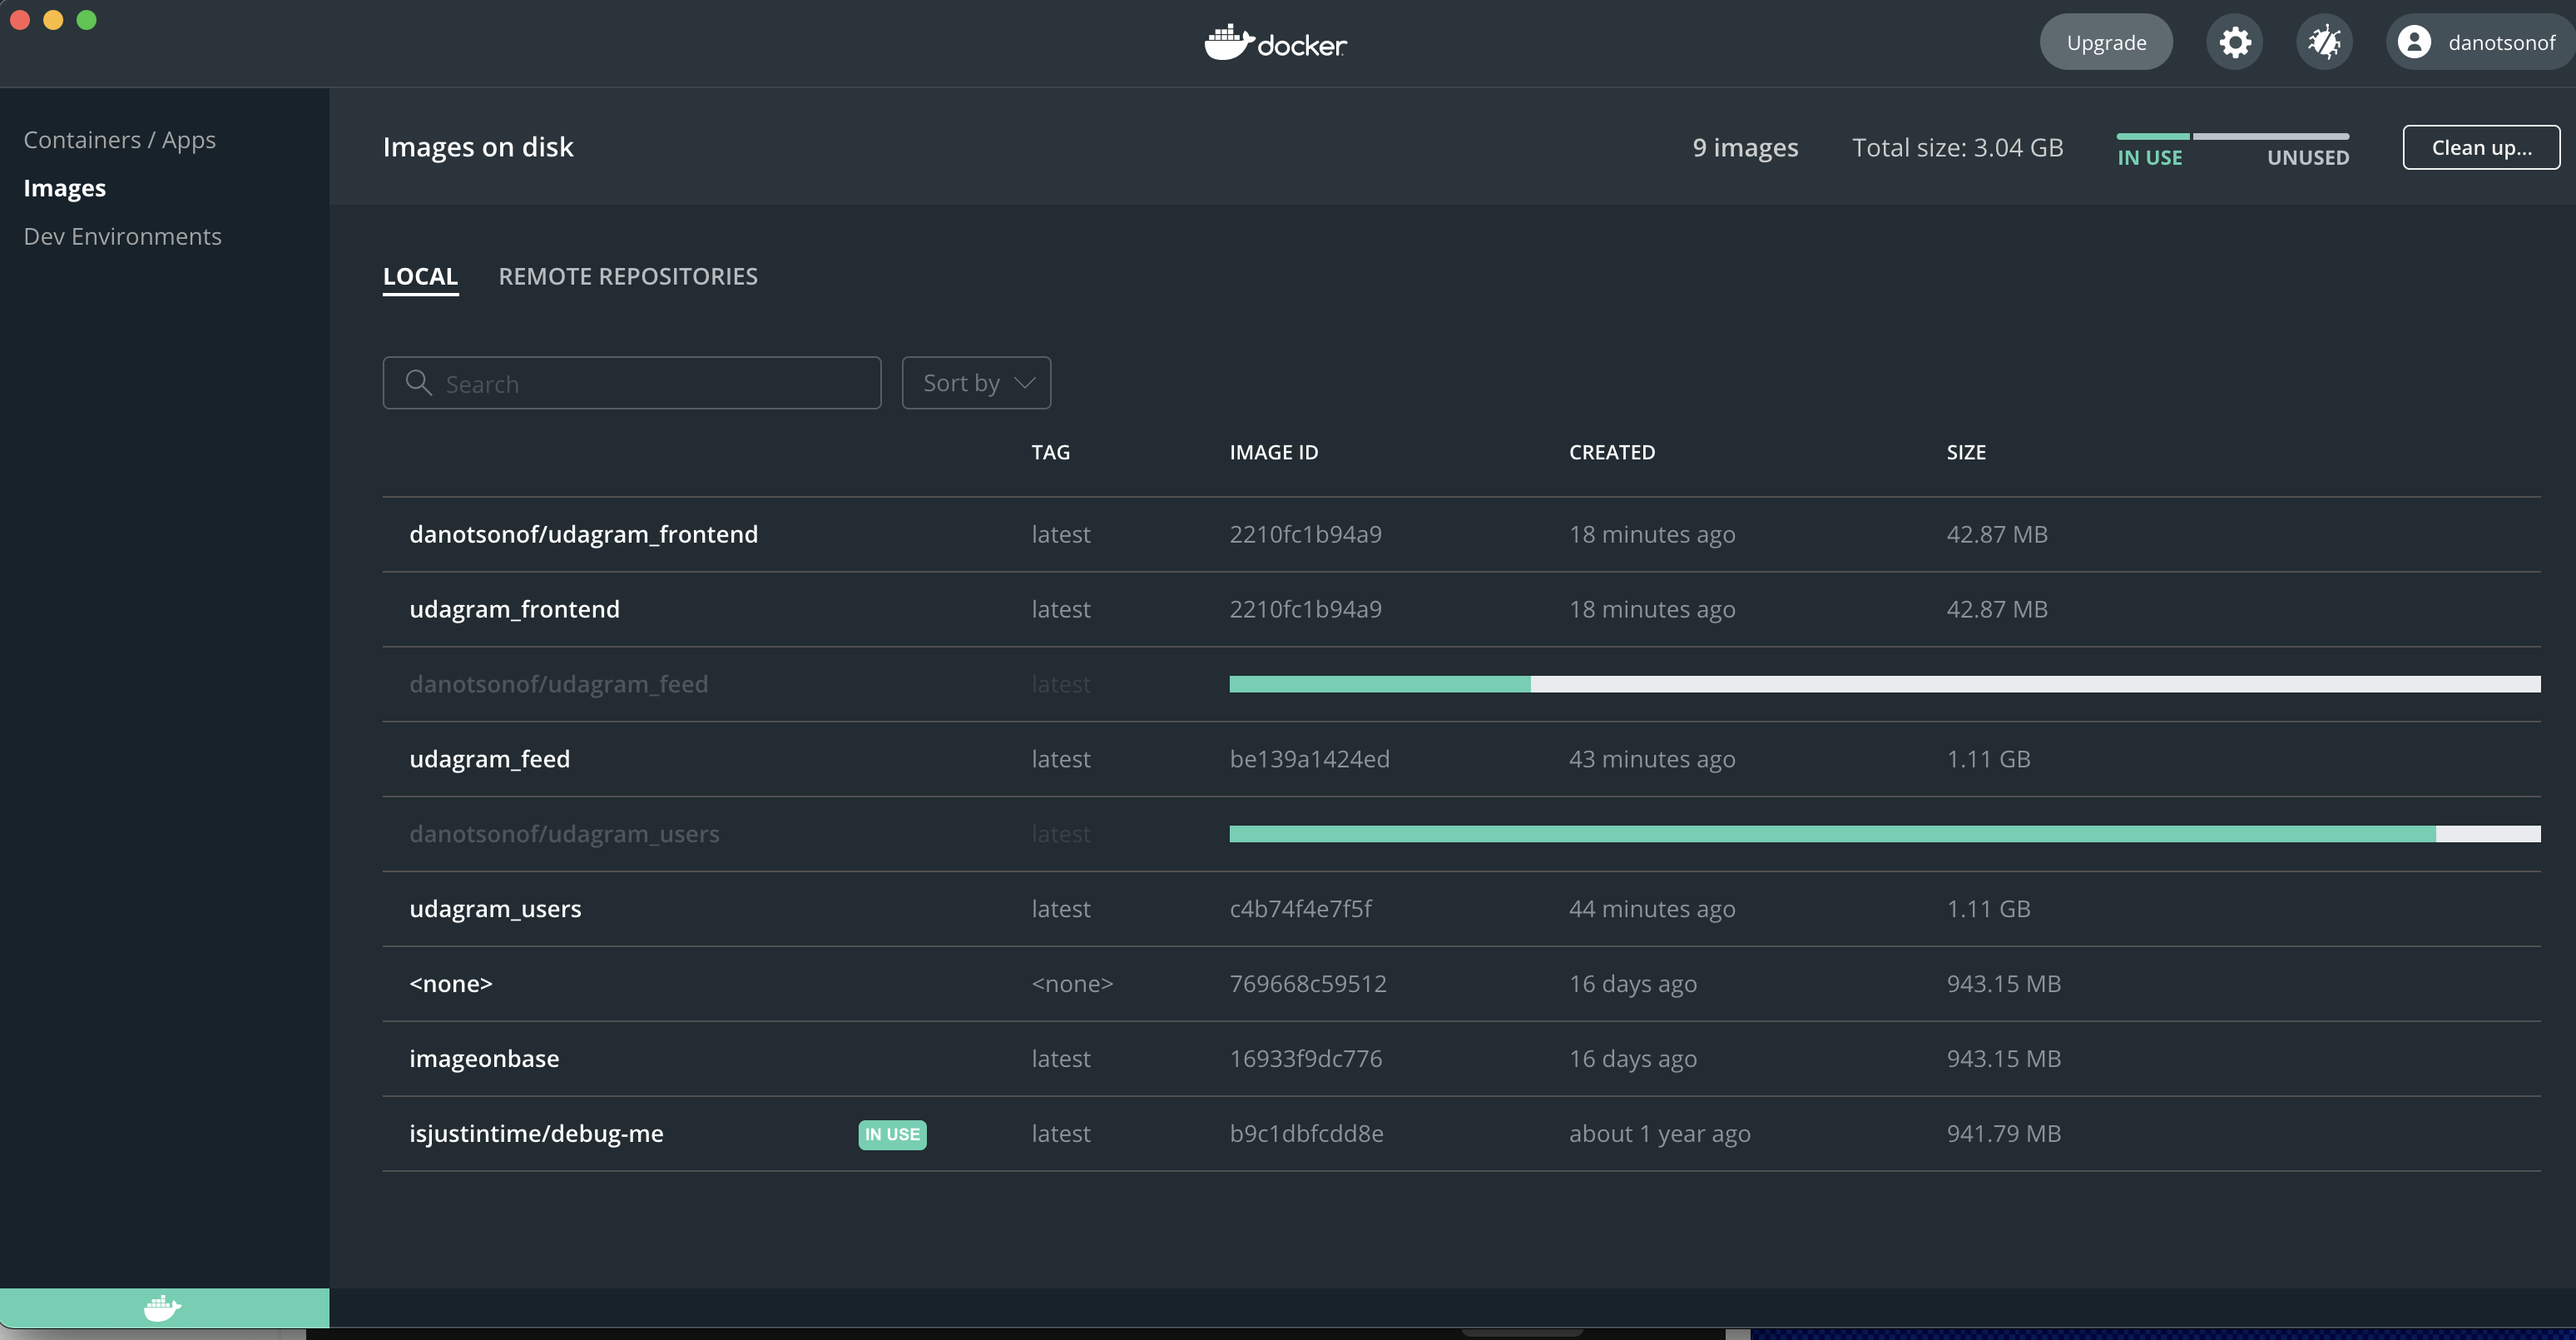 docker
Upgrade
danotsonof
Containers / Apps
Images
Dev Environments
Images on disk
9 images
Total size: 3.04 GB
IN USE
UNUSED
Clean up...
LOCAL
REMOTE REPOSITORIES
Search
Sort by
TAG IMAGE ID CREATED SIZE
danotsonof/udagram_frontend latest 2210fc1b94a9 18 minutes ago 42.87 MB
udagram_frontend latest 2210fc1b94a9 18 minutes ago 42.87 MB
danotsonof/udagram_feed latest
udagram_feed latest be139a1424ed 43 minutes ago 1.11 GB
danotsonof/udagram_users latest
udagram_users latest c4b74f4e7f5f 44 minutes ago 1.11 GB
<none> <none> 769668c59512 16 days ago 943.15 MB
imageonbase latest 16933f9dc776 16 days ago 943.15 MB
isjustintime/debug-me IN USE latest b9c1dbfcdd8e about 1 year ago 941.79 MB